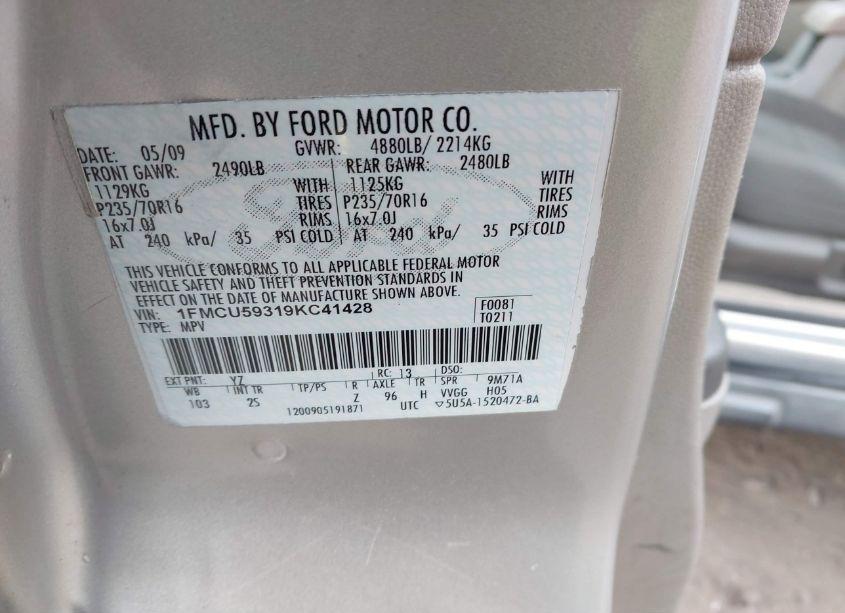 MFD. BY FORD MOTOR CO.
DATE: 05/09 GVWR: 4880LB/ 2214KG
FRONT GAWR: 2490LB REAR GAWR: 2480LB
1129KG WITH 1125KG WITH
P235/70R16 TIRES P235/70R16 TIRES
16x7.0J RIMS 16x7.0J RIMS
AT 240 kPa/ 35 PSI COLD AT 240 kPa/ 35 PSI COLD
THIS VEHICLE CONFORMS TO ALL APPLICABLE FEDERAL MOTOR
VEHICLE SAFETY AND THEFT PREVENTION STANDARDS IN
EFFECT ON THE DATE OF MANUFACTURE SHOWN ABOVE.
VIN: 1FMCU59319KC41428 F0081
TYPE: MPV T0211
EXT PNT: YZ RC: 13 DSO:
WB INT TR TP/PS R AXLE TR SPR 9M71A
103 2S Z 96 H VVGG H05
1200905191871 UTC ▽5U5A-1520472-BA
Ford